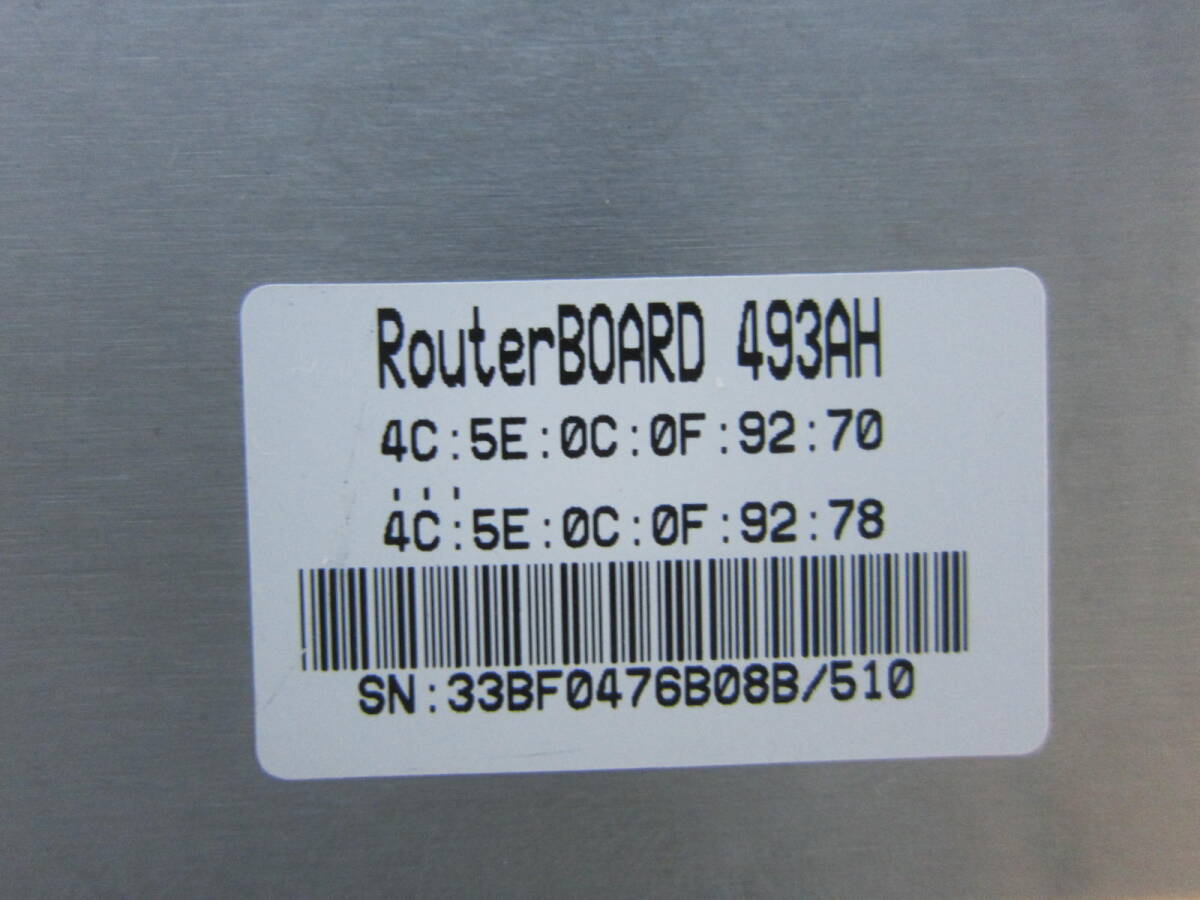 RouterBOARD 493AH
4C:5E:0C:0F:92:70
...
4C:5E:0C:0F:92:78
SN:33BF0476B08B/510